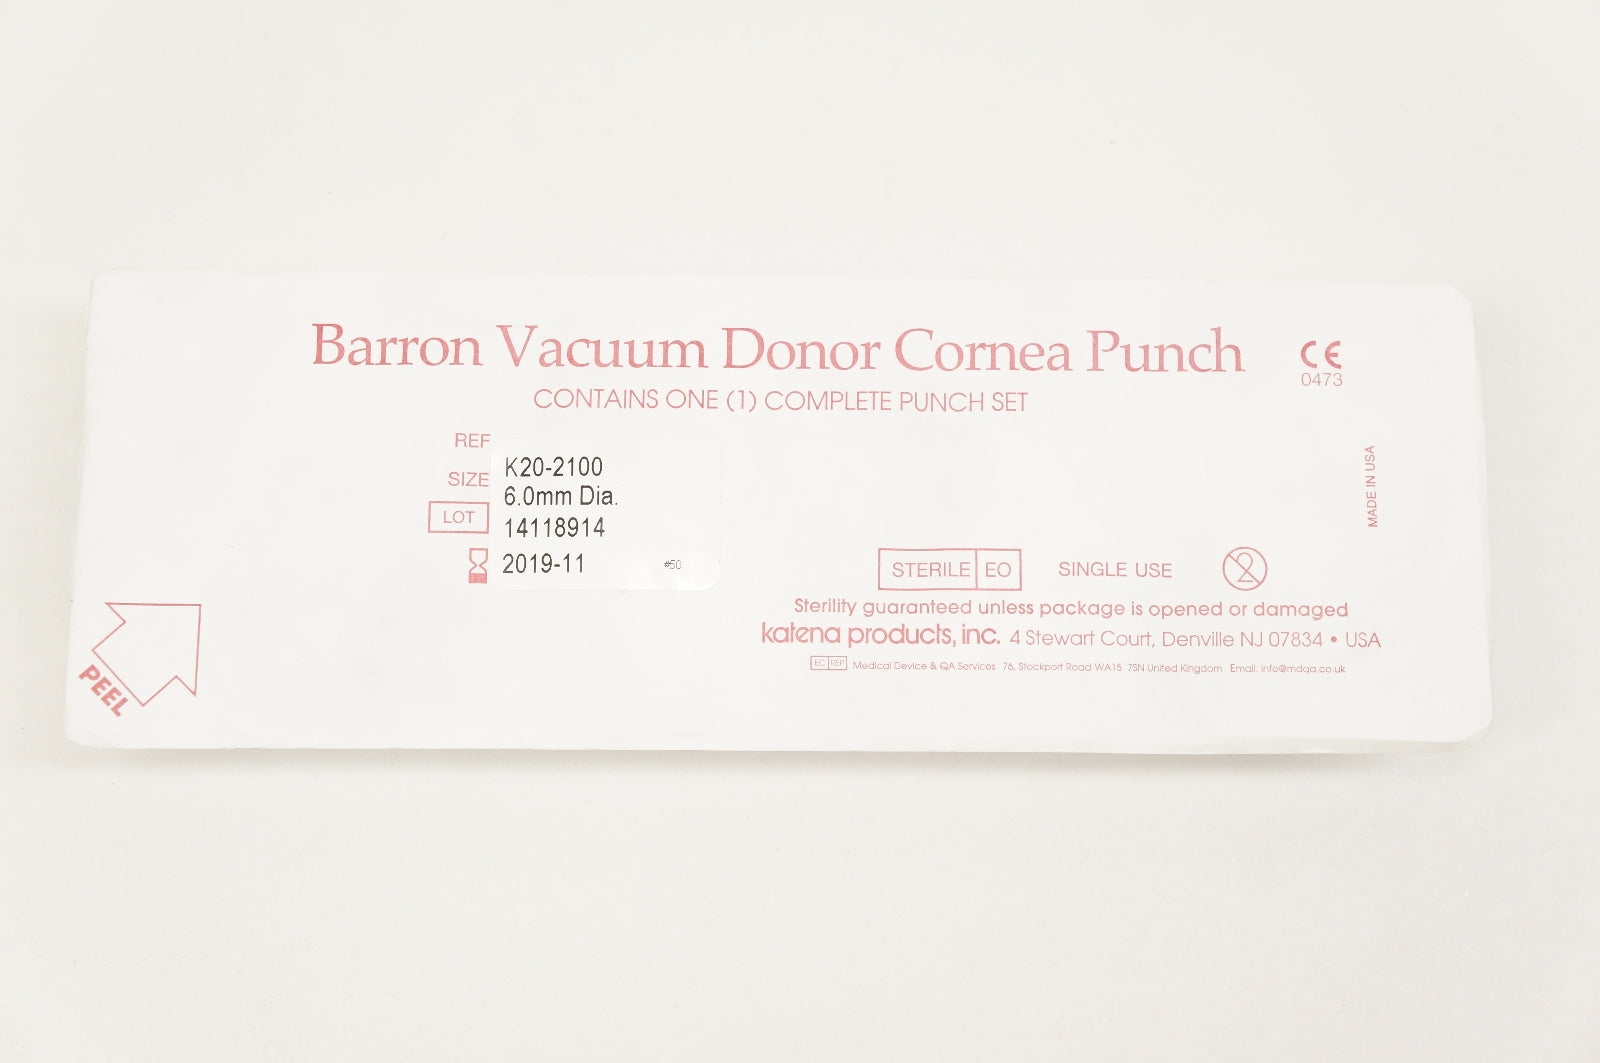 Barron Vacuum Donor Cornea Punch
CE
0473
CONTAINS ONE (1) COMPLETE PUNCH SET
REF K20-2100
SIZE 6.0mm Dia.
LOT 14118914
2019-11
#50
MADE IN USA
STERILE EO SINGLE USE 2
Sterility guaranteed unless package is opened or damaged
katena products, inc. 4 Stewart Court, Denville NJ 07834 • USA
EC REP Medical Device & QA Services 76, Stockport Road WA15 7SN United Kingdom Email: info@mdqa.co.uk
PEEL